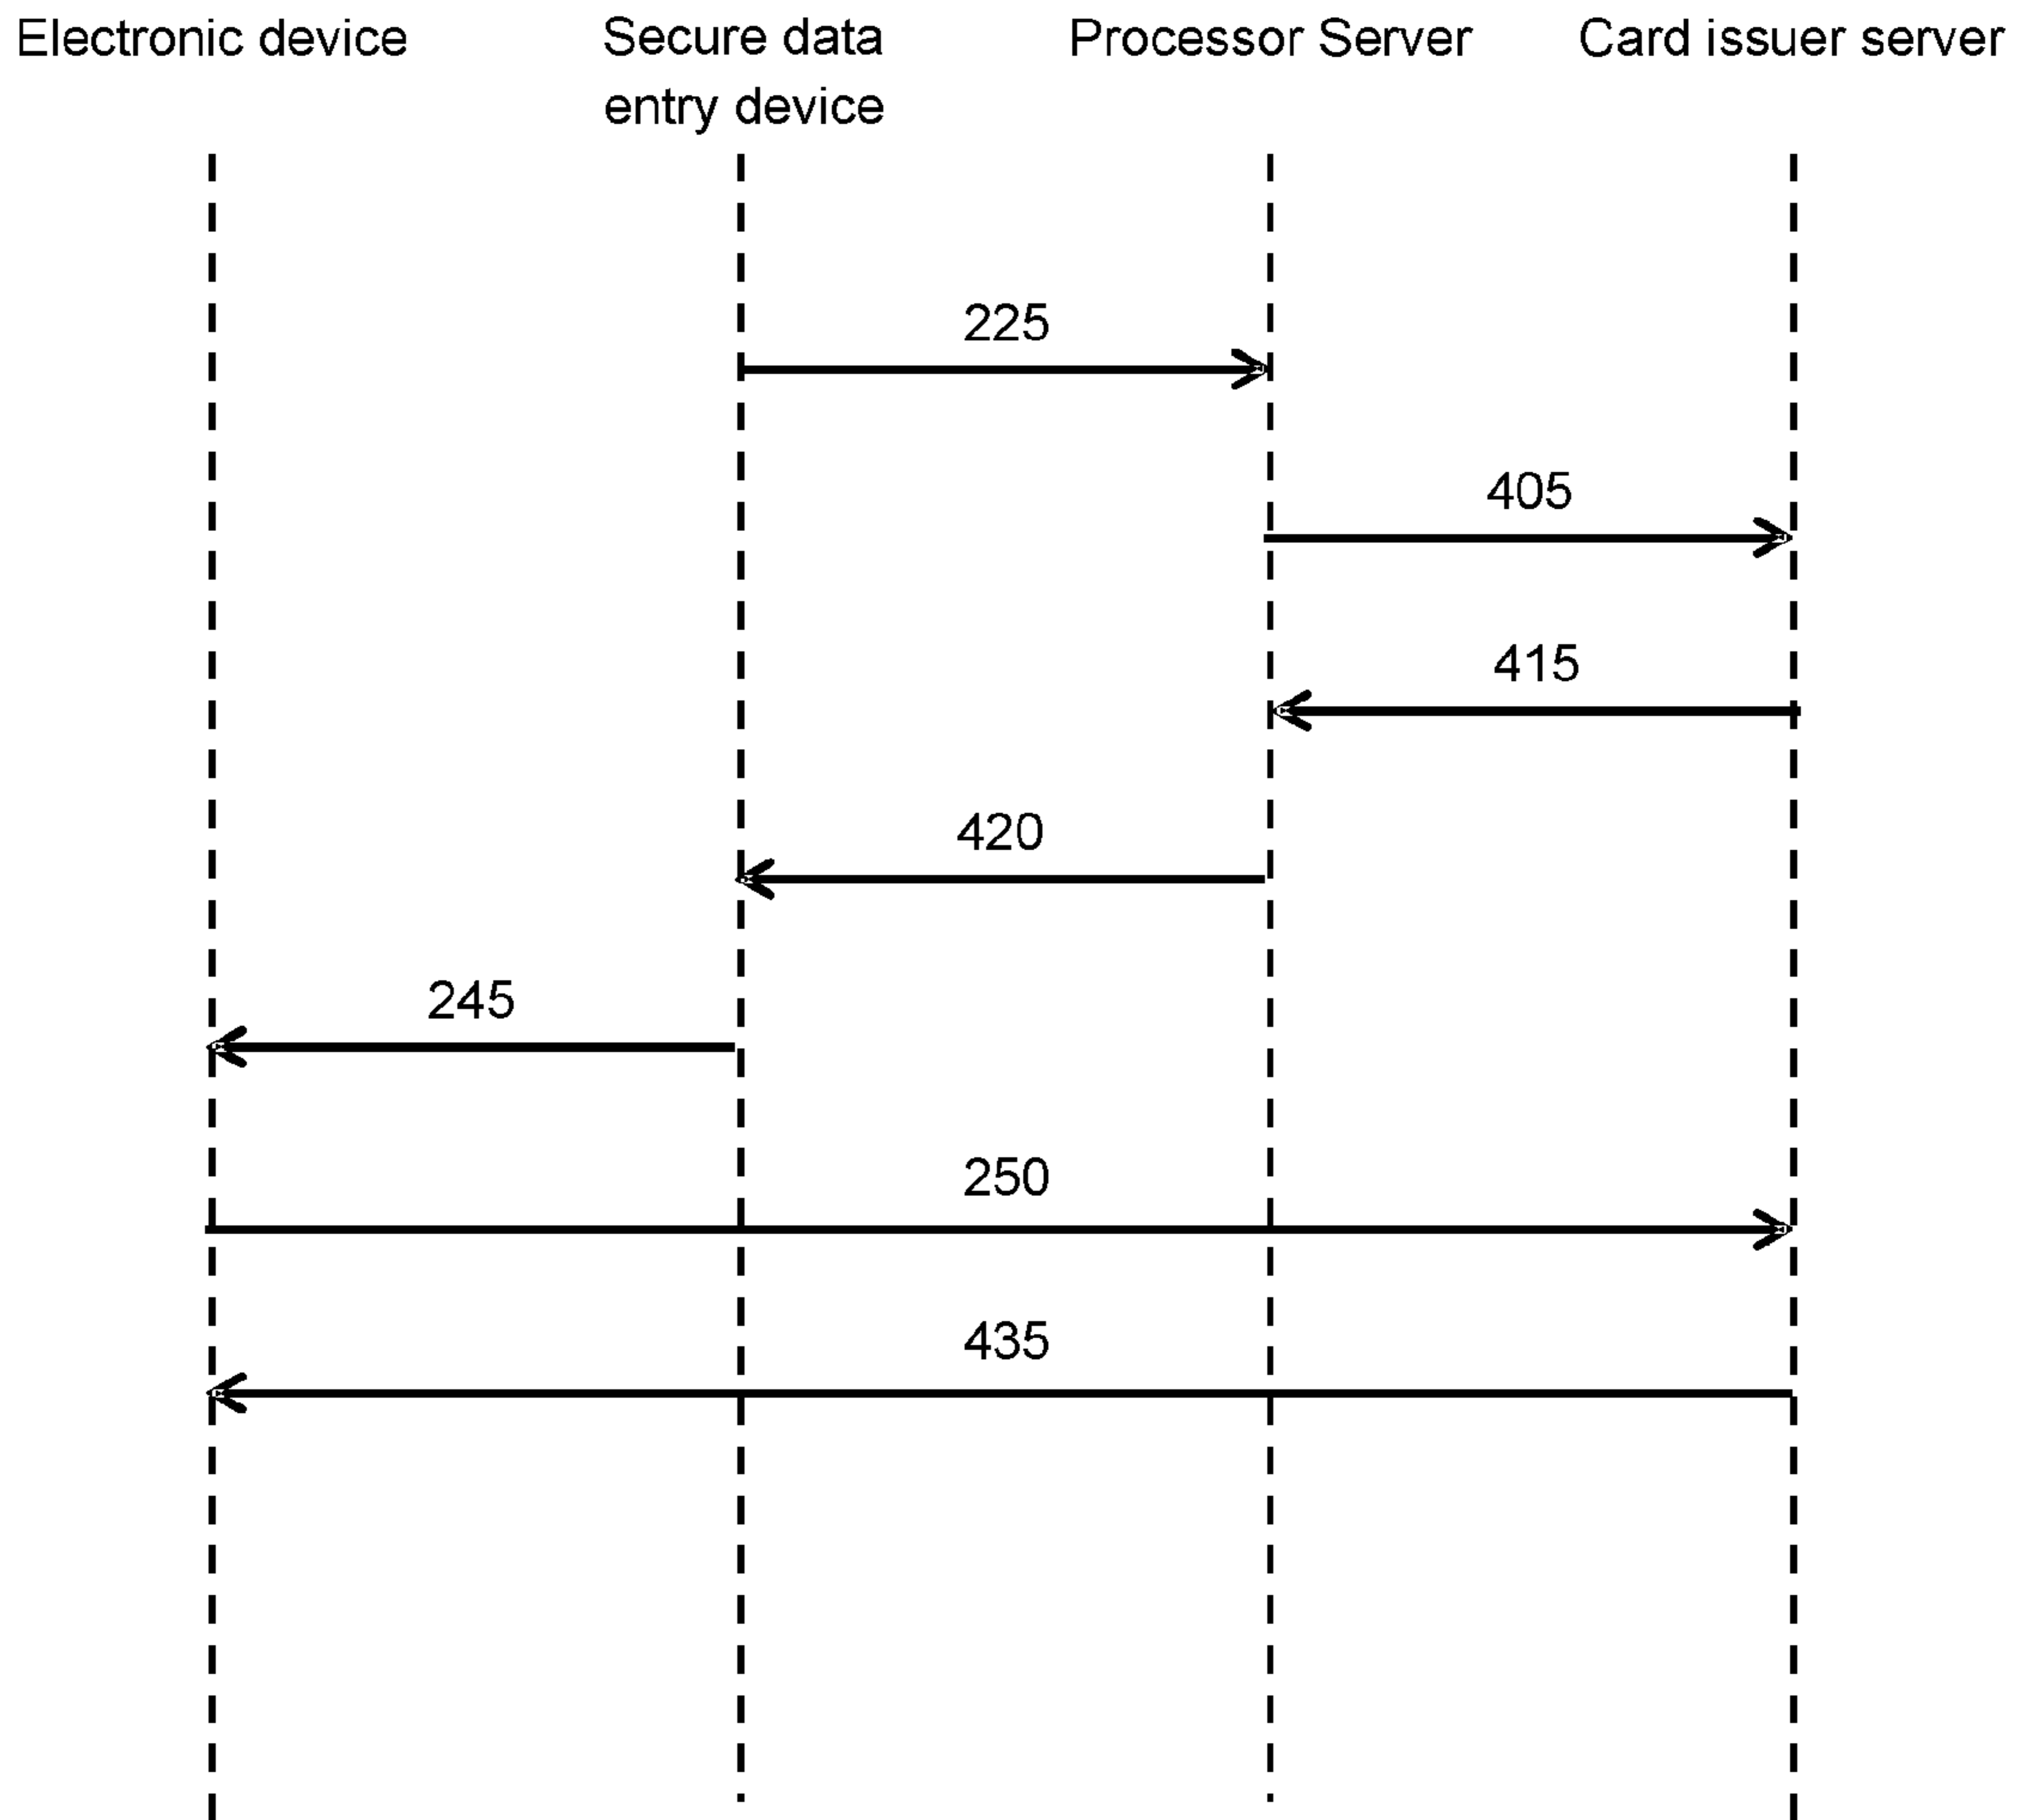 Electronic device
Secure data
entry device
Processor Server
Card issuer server
225
405
415
420
245
250
435